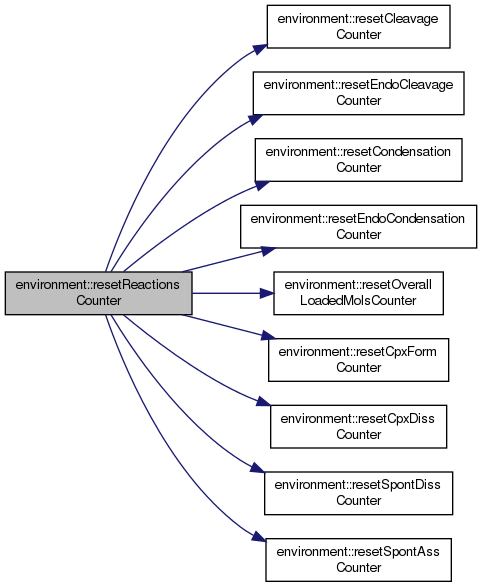 environment::resetReactions
Counter
environment::resetCleavage
Counter
environment::resetEndoCleavage
Counter
environment::resetCondensation
Counter
environment::resetEndoCondensation
Counter
environment::resetOverall
LoadedMolsCounter
environment::resetCpxForm
Counter
environment::resetCpxDiss
Counter
environment::resetSpontDiss
Counter
environment::resetSpontAss
Counter